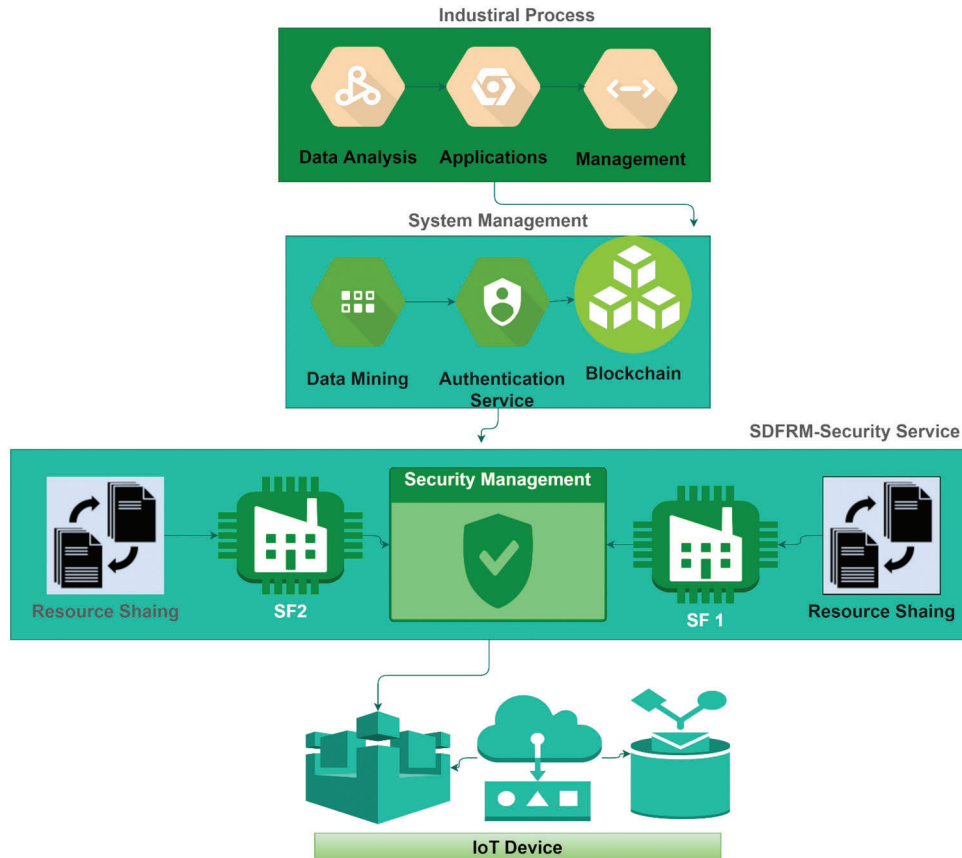 Industiral Process
Data Analysis
Applications
Management
System Management
Data Mining
Authentication
Service
Blockchain
SDFRM-Security Service
Security Management
Resource Shaing
SF2
SF 1
Resource Shaing
IoT Device